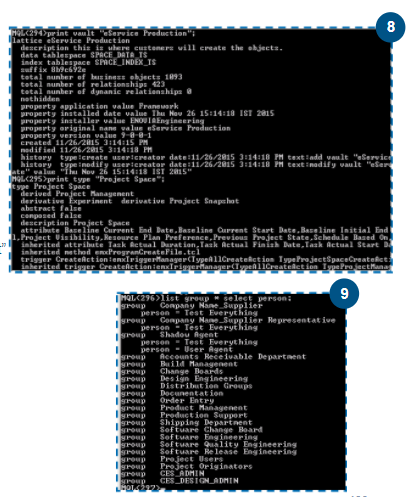 8
MQL<294>print vault "eService Production";
lattice eService Production
description this is where customers will create the objects.
data tablespace SPACE_DATA_TS
index tablespace SPACE_INDEX_TS
suffix 8b9c692e
total number of business objects 1093
total number of relationships 423
total number of dynamic relationships 0
nothidden
property application value Framework
property installed date value Thu Nov 26 15:14:18 IST 2015
property installer value ENOVIAEngineering
property original name value eService Production
property version value 9-0-0-1
created 11/26/2015 3:14:15 PM
modified 11/26/2015 3:14:18 PM
history type:create user:creator date:11/26/2015 3:14:18 PM text:add vault "eService
history type:modify user:creator date:11/26/2015 3:14:18 PM text:modify vault "eServ
ate" value "Thu Nov 26 15:14:18 IST 2015"
MQL<295>print type "Project Space";
type Project Space
derived Project Management
derivative Experiment derivative Project Snapshot
abstract false
composed false
description Project Space
attribute Baseline Current End Date,Baseline Current Start Date,Baseline Initial End
l,Project Visibility,Resource Plan Preference,Previous Project State,Schedule Based On,
inherited attribute Task Actual Duration,Task Actual Finish Date,Task Actual Start Da
inherited method emxProgramCreateFile.tcl
trigger CreateAction:emxTriggerManager(TypeAllCreateAction TypeProjectSpaceCreateAct
inherited trigger CreateAction:emxTriggerManager(TypeAllCreateAction TypeProjectManag
9
MQL<296>list group * select person;
group Company Name_Supplier
person = Test Everything
group Company Name_Supplier Representative
person = Test Everything
group Shadow Agent
person = Test Everything
person = User Agent
group Accounts Receivable Department
group Build Management
group Change Boards
group Design Engineering
group Distribution Groups
group Documentation
group Order Entry
group Product Management
group Production Support
group Shipping Department
group Software Change Board
group Software Engineering
group Software Quality Engineering
group Software Release Engineering
group Project Users
group Project Originators
group CES_ADMIN
group CES_DESIGN_ADMIN
MQL<297>